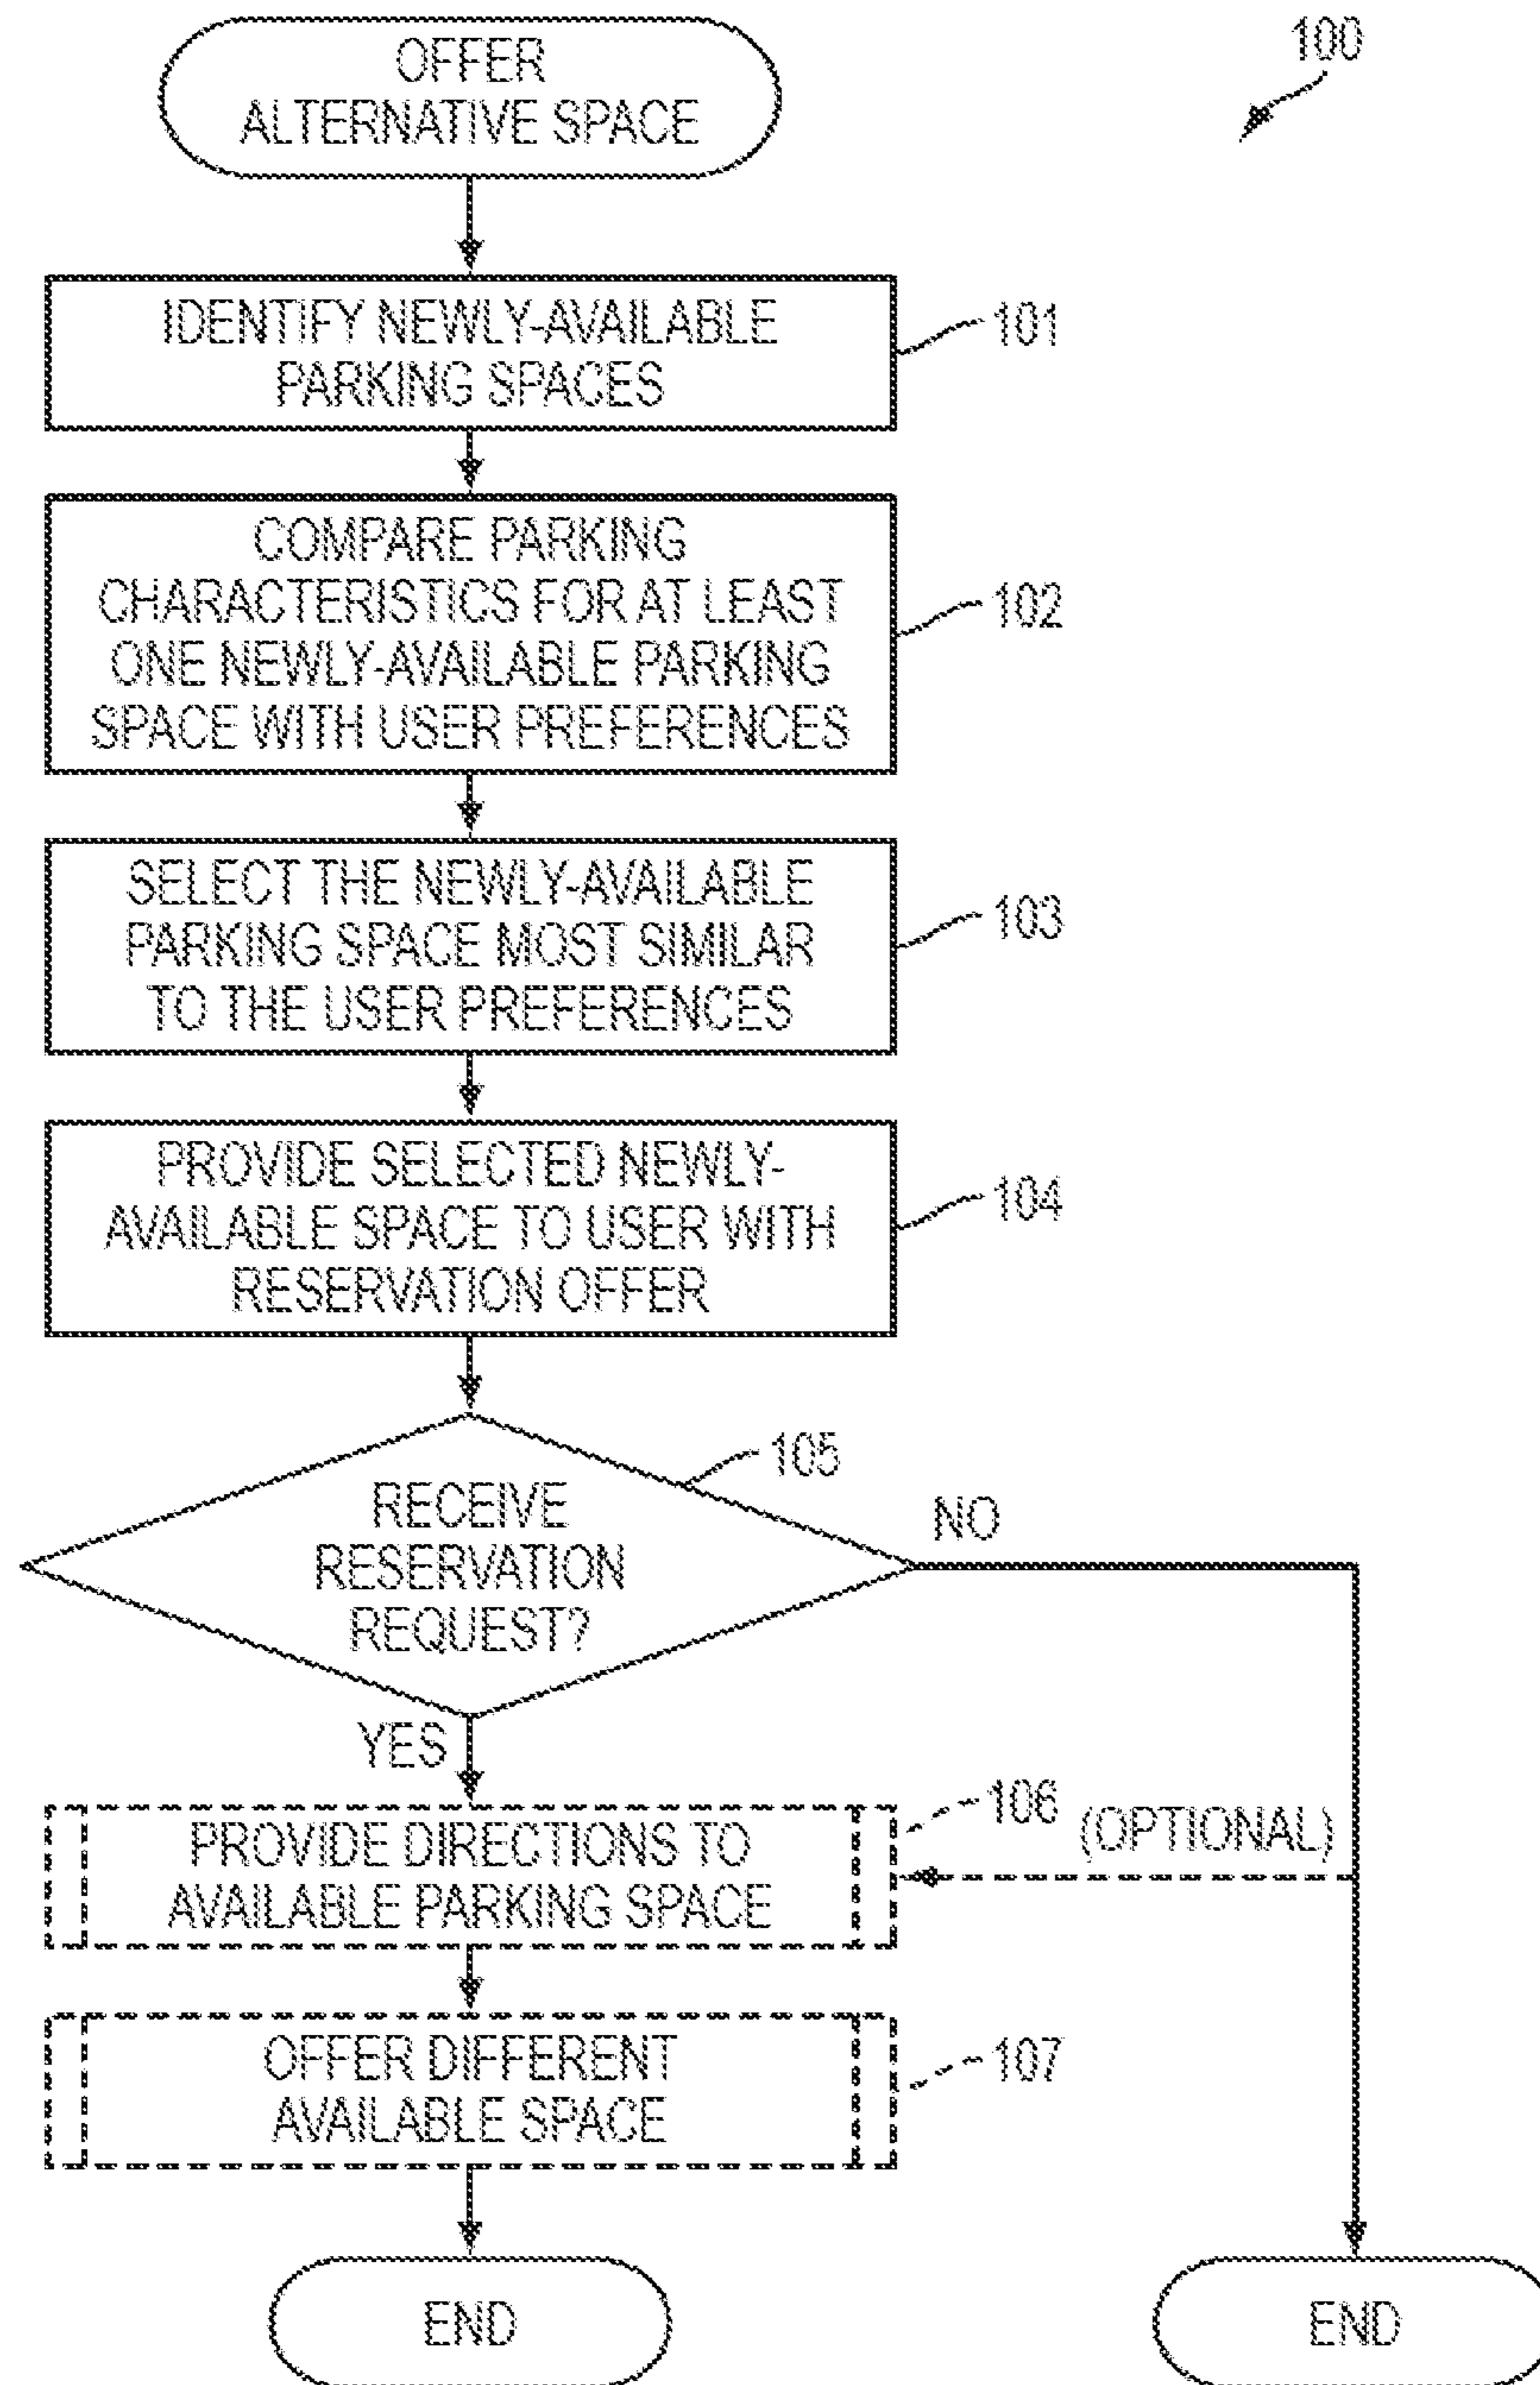 OFFER
ALTERNATIVE SPACE
100
IDENTIFY NEWLY-AVAILABLE
PARKING SPACES
101
COMPARE PARKING
CHARACTERISTICS FOR AT LEAST
ONE NEWLY-AVAILABLE PARKING
SPACE WITH USER PREFERENCES
102
SELECT THE NEWLY-AVAILABLE
PARKING SPACE MOST SIMILAR
TO THE USER PREFERENCES
103
PROVIDE SELECTED NEWLY-
AVAILABLE SPACE TO USER WITH
RESERVATION OFFER
104
RECEIVE
RESERVATION
REQUEST?
105
NO
YES
PROVIDE DIRECTIONS TO
AVAILABLE PARKING SPACE
106
(OPTIONAL)
OFFER DIFFERENT
AVAILABLE SPACE
107
END
END